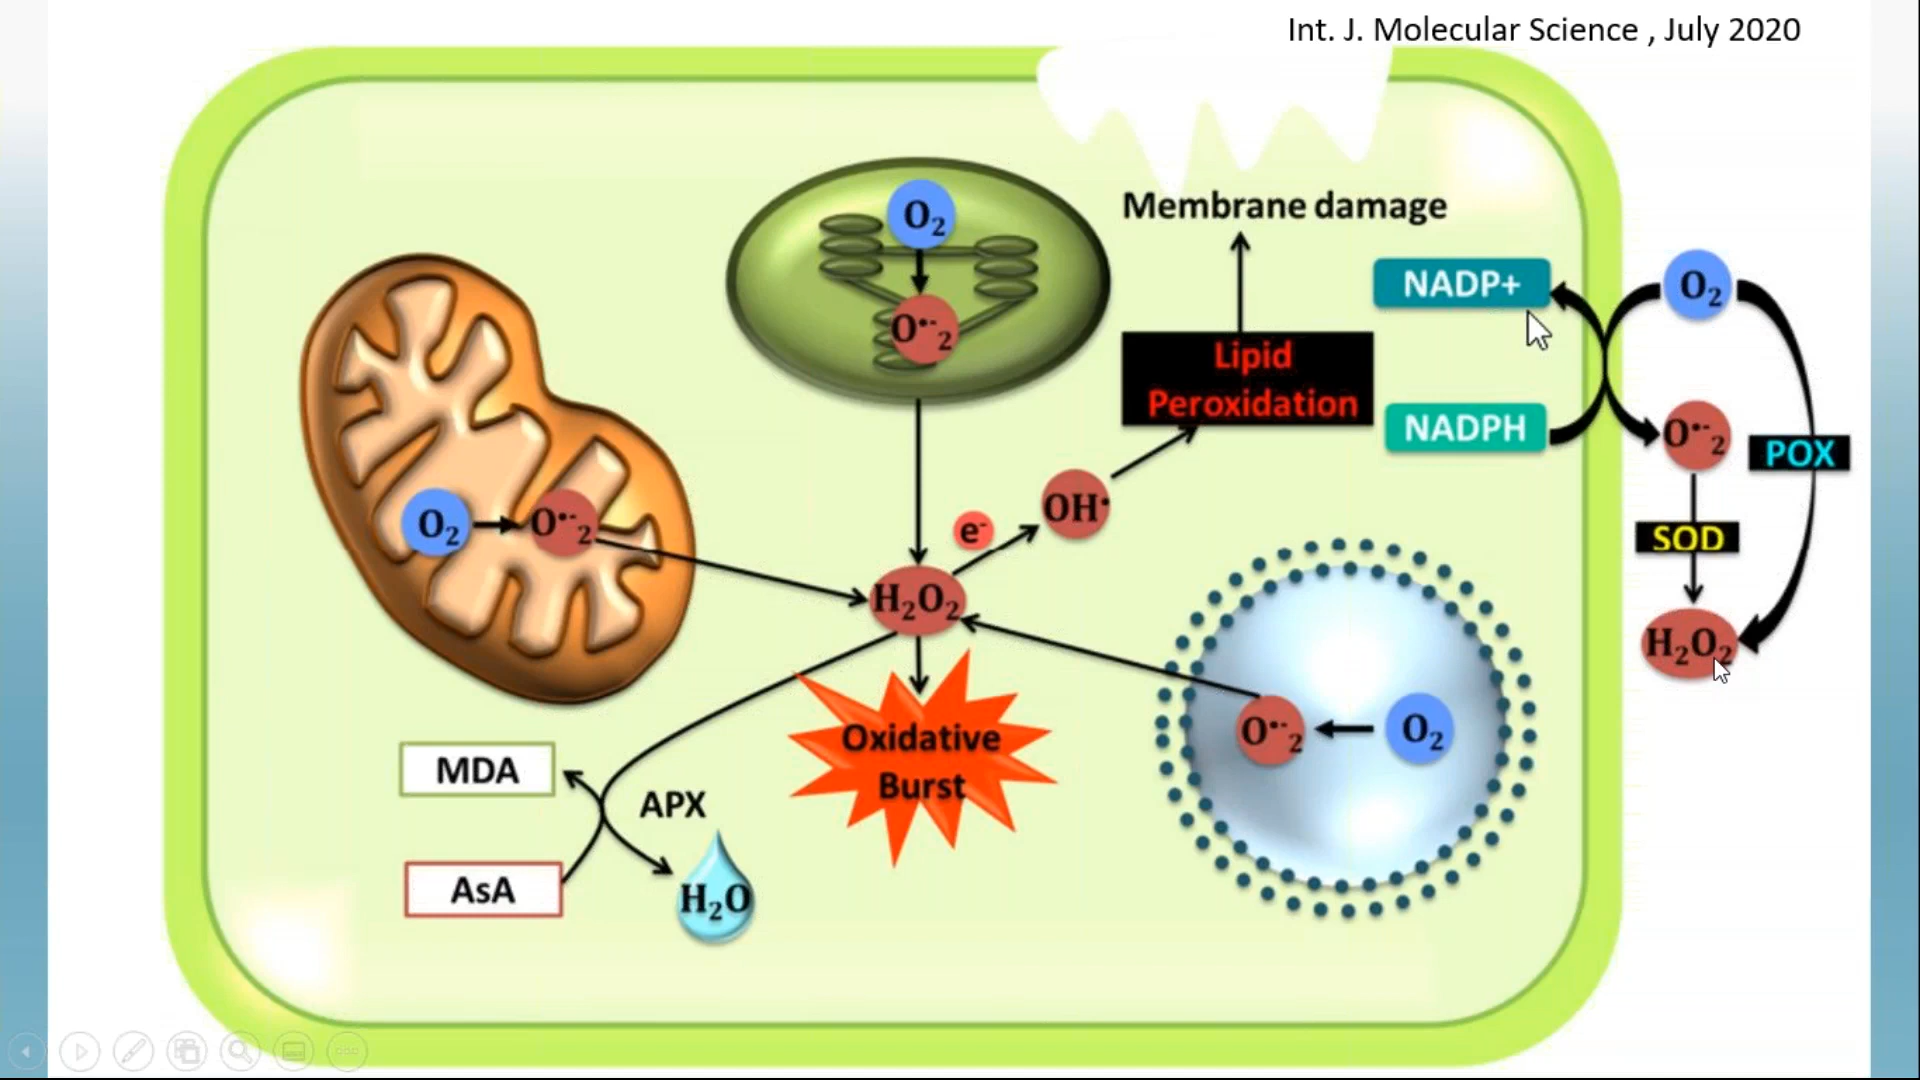 Int. J. Molecular Science , July 2020
O₂
O•-₂
Membrane damage
Lipid
Peroxidation
NADP+
NADPH
O₂
O•-₂
POX
SOD
H₂O₂
O₂
O•-₂
e-
OH•
H₂O₂
Oxidative
Burst
O•-₂
O₂
MDA
APX
AsA
H₂O